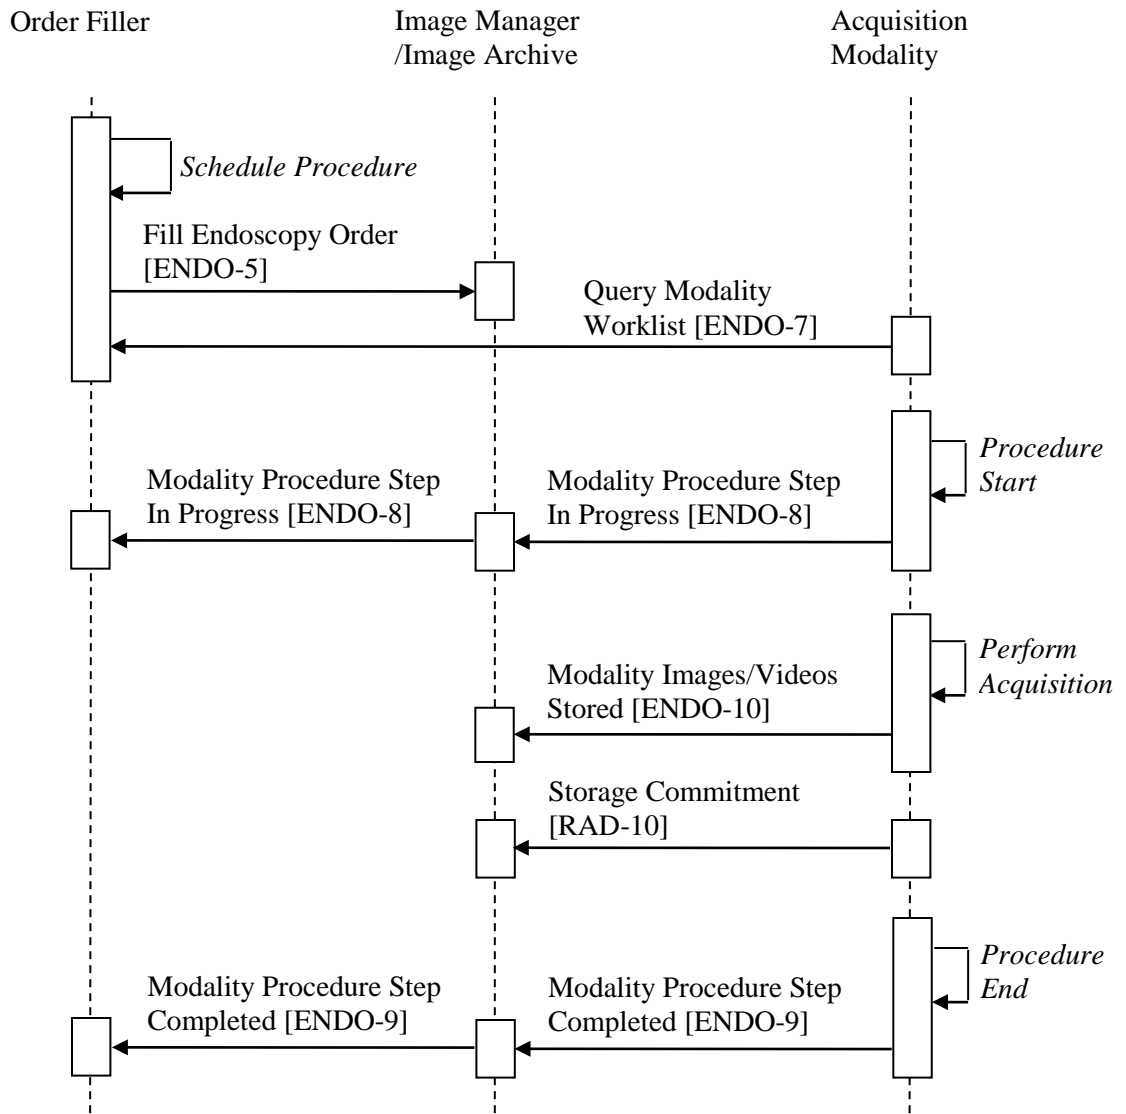 Order Filler
Image Manager
/Image Archive
Acquisition
Modality
Schedule Procedure
Fill Endoscopy Order
[ENDO-5]
Query Modality
Worklist [ENDO-7]
Procedure
Start
Modality Procedure Step
In Progress [ENDO-8]
Modality Procedure Step
In Progress [ENDO-8]
Perform
Acquisition
Modality Images/Videos
Stored [ENDO-10]
Storage Commitment
[RAD-10]
Procedure
End
Modality Procedure Step
Completed [ENDO-9]
Modality Procedure Step
Completed [ENDO-9]